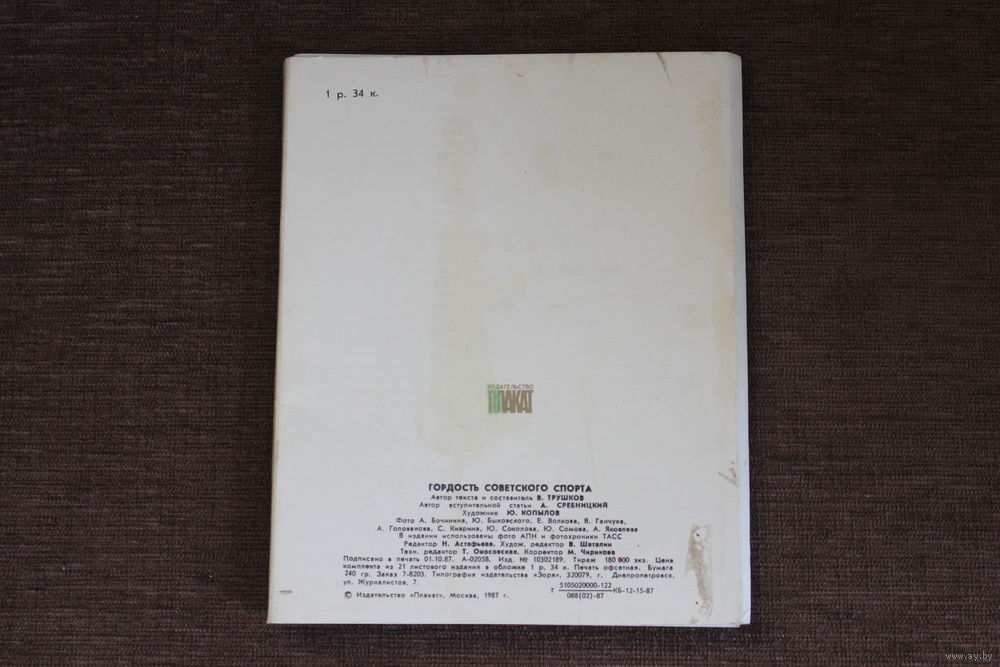 1 р. 34 к.
ИЗДАТЕЛЬСТВО
ПЛАКАТ
ГОРДОСТЬ СОВЕТСКОГО СПОРТА
Автор текста и составитель В. ТРУШКОВ
Автор вступительной статьи А. СРЕБНИЦКИЙ
Художник Ю. КОПЫЛОВ
Фото А. Бочинина, Ю. Быковского, Е. Волкова, В. Ганчука,
А. Голованова, С. Киврина, Ю. Соколова, Ю. Сомова, А. Яковлева
В издании использованы фото АПН и фотохроники ТАСС
Редактор Н. Астафьева. Худож. редактор В. Шаталин
Техн. редактор Т. Оносовская. Корректор М. Чирикова
Подписано в печать 01.10.87. А-02058. Изд. № 10302189. Тираж 180 000 экз. Цена
комплекта из 21 листового издания в обложке 1 р. 34 к. Печать офсетная. Бумага
240 гр. Заказ 7-8203. Типография издательства «Зоря», 320079, г. Днепропетровск,
ул. Журналистов, 7.
Т 5105020000-122 КБ-12-15-87
088(02)-87
© Издательство «Плакат», Москва, 1987 г.
www.ay.by